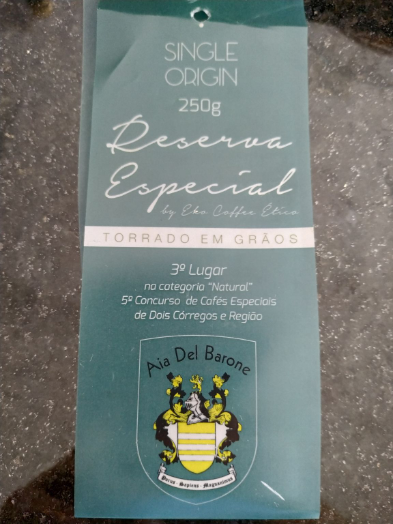 SINGLE
ORIGIN
250g
Reserva
Especial
by Eko Coffee Ético
TORRADO EM GRÃOS
3º Lugar
na categoria "Natural"
5º Concurso de Cafés Especiais
de Dois Córregos e Região
Aia Del Barone